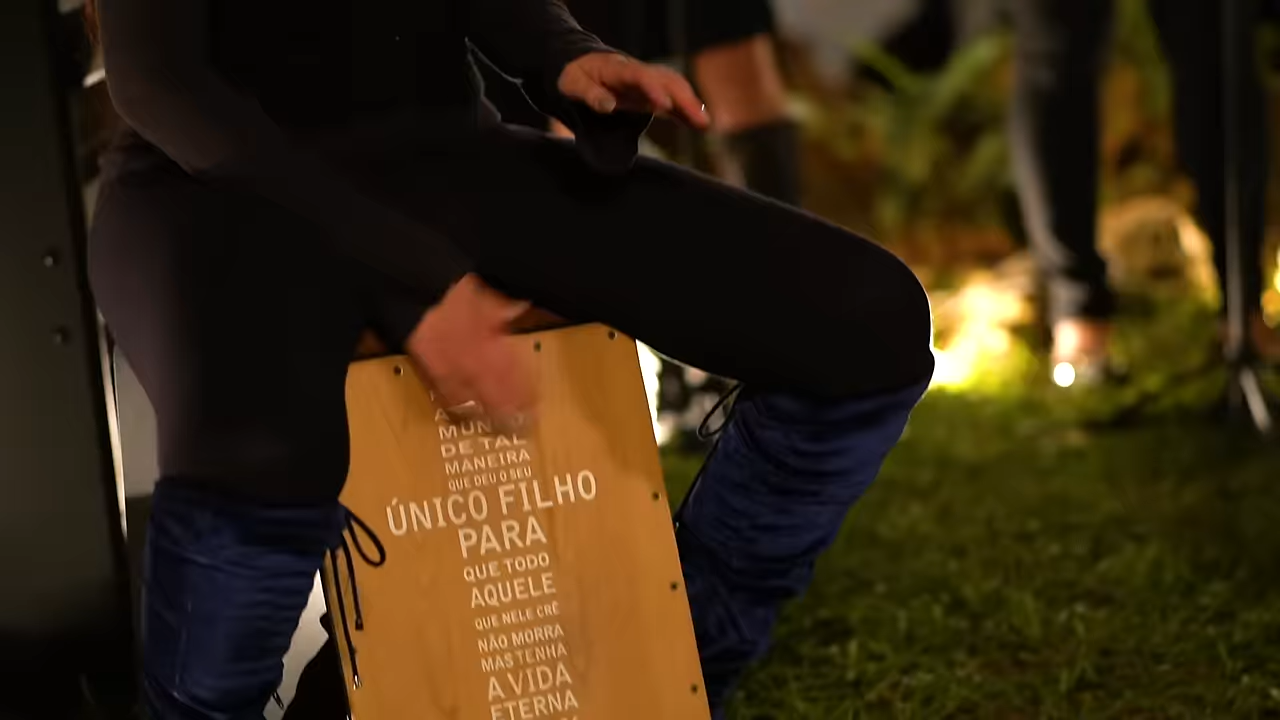 MUN
DE TAL
MANEIRA
QUE DEU O SEU
ÚNICO FILHO
PARA
QUE TODO
AQUELE
QUE NELE CRÊ
NÃO MORRA
MAS TENHA
A VIDA
ETERNA